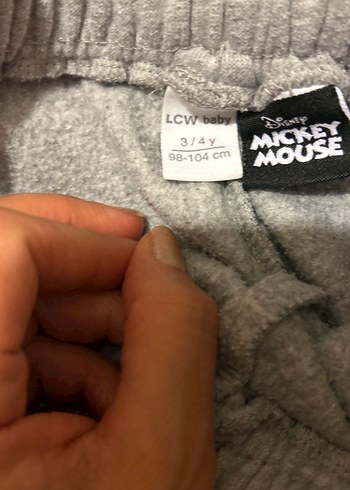 LCW baby
3/4 y
98-104 cm
Disney
MICKEY
MOUSE